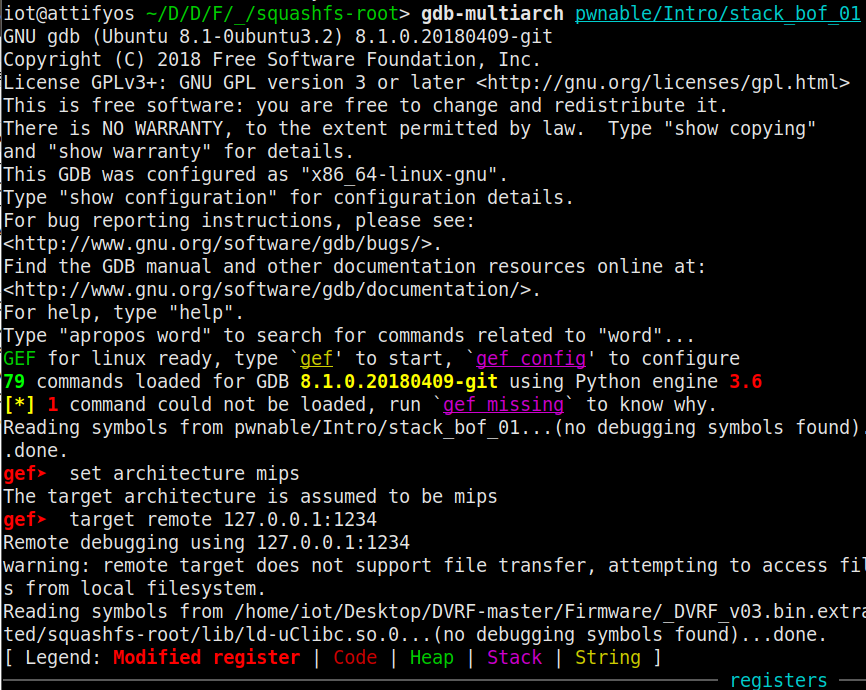 iot@attifyos ~/D/D/F/_/squashfs-root> gdb-multiarch pwnable/Intro/stack_bof_01
GNU gdb (Ubuntu 8.1-0ubuntu3.2) 8.1.0.20180409-git
Copyright (C) 2018 Free Software Foundation, Inc.
License GPLv3+: GNU GPL version 3 or later <http://gnu.org/licenses/gpl.html>
This is free software: you are free to change and redistribute it.
There is NO WARRANTY, to the extent permitted by law.  Type "show copying"
and "show warranty" for details.
This GDB was configured as "x86_64-linux-gnu".
Type "show configuration" for configuration details.
For bug reporting instructions, please see:
<http://www.gnu.org/software/gdb/bugs/>.
Find the GDB manual and other documentation resources online at:
<http://www.gnu.org/software/gdb/documentation/>.
For help, type "help".
Type "apropos word" to search for commands related to "word"...
GEF for linux ready, type `gef' to start, `gef config' to configure
79 commands loaded for GDB 8.1.0.20180409-git using Python engine 3.6
[*] 1 command could not be loaded, run `gef missing` to know why.
Reading symbols from pwnable/Intro/stack_bof_01...(no debugging symbols found).
.done.
gef➤  set architecture mips
The target architecture is assumed to be mips
gef➤  target remote 127.0.0.1:1234
Remote debugging using 127.0.0.1:1234
warning: remote target does not support file transfer, attempting to access fil
s from local filesystem.
Reading symbols from /home/iot/Desktop/DVRF-master/Firmware/_DVRF_v03.bin.extra
ted/squashfs-root/lib/ld-uClibc.so.0...(no debugging symbols found)...done.
[ Legend: Modified register | Code | Heap | Stack | String ]
registers